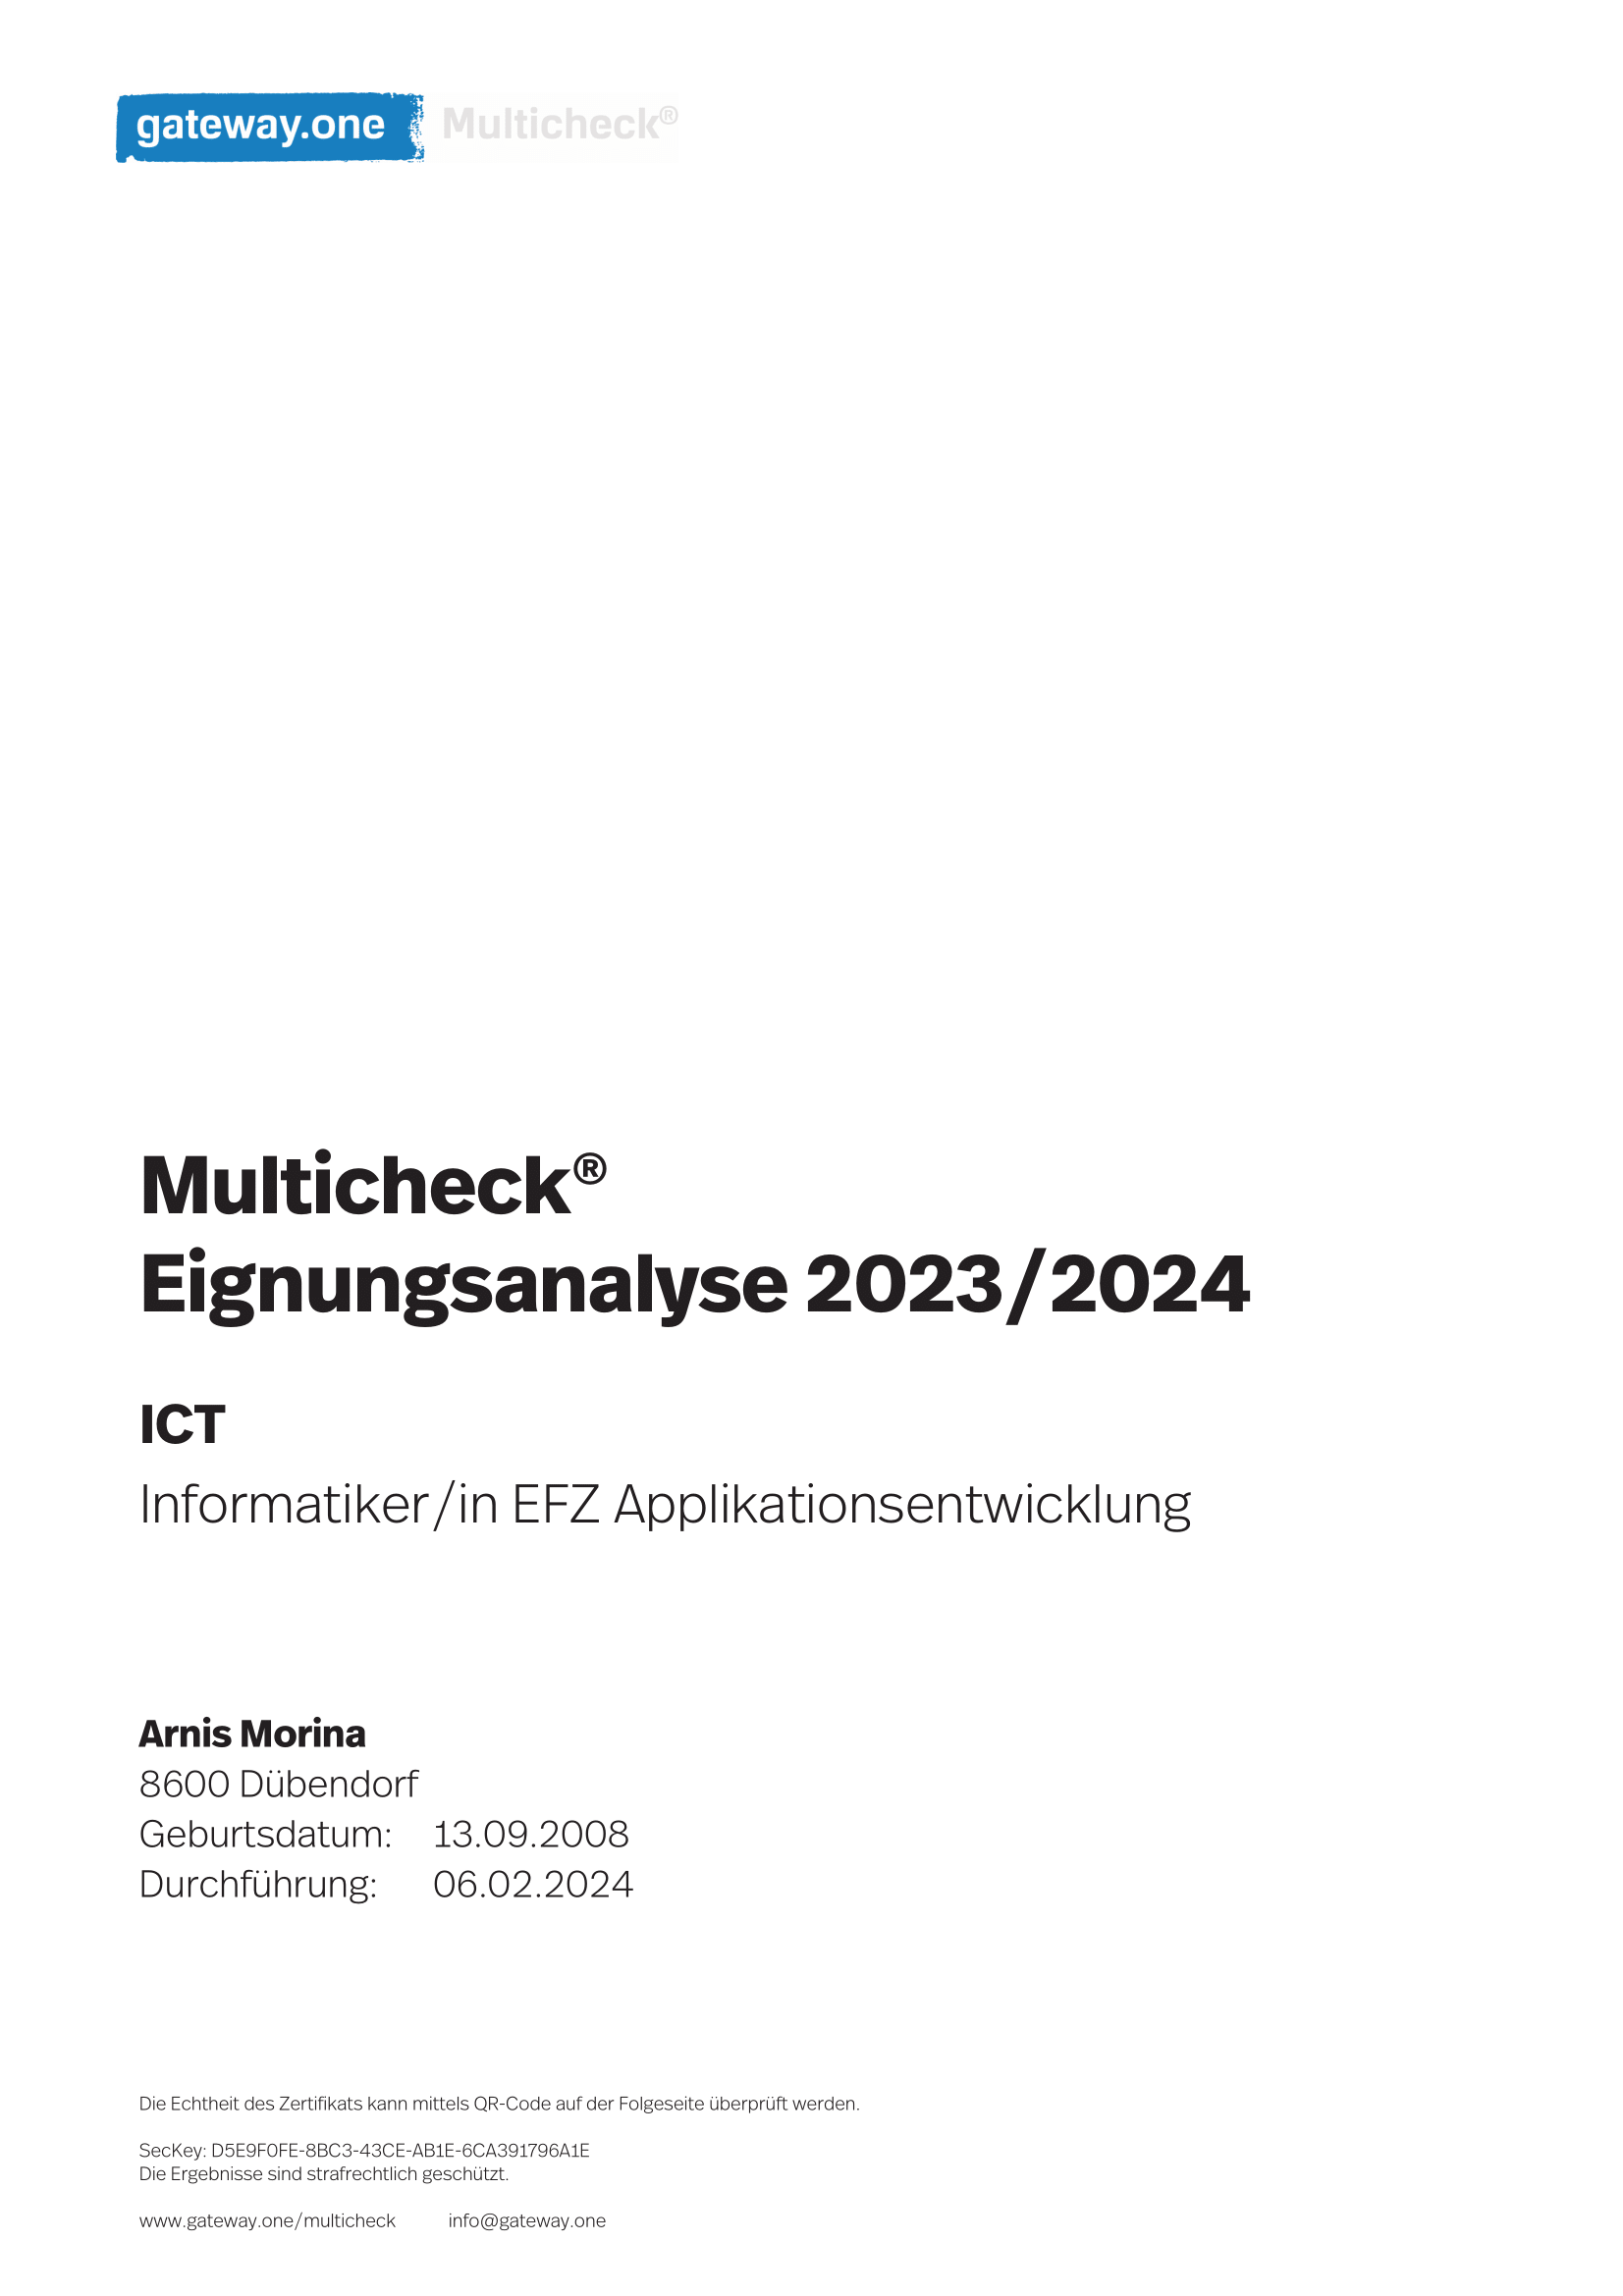 gateway.one Multicheck®
Multicheck®
Eignungsanalyse 2023/2024
ICT
Informatiker/in EFZ Applikationsentwicklung
Arnis Morina
8600 Dübendorf
Geburtsdatum: 13.09.2008
Durchführung: 06.02.2024
Die Echtheit des Zertifikats kann mittels QR-Code auf der Folgeseite überprüft werden.
SecKey: D5E9F0FE-8BC3-43CE-AB1E-6CA391796A1E
Die Ergebnisse sind strafrechtlich geschützt.
www.gateway.one/multicheck info@gateway.one